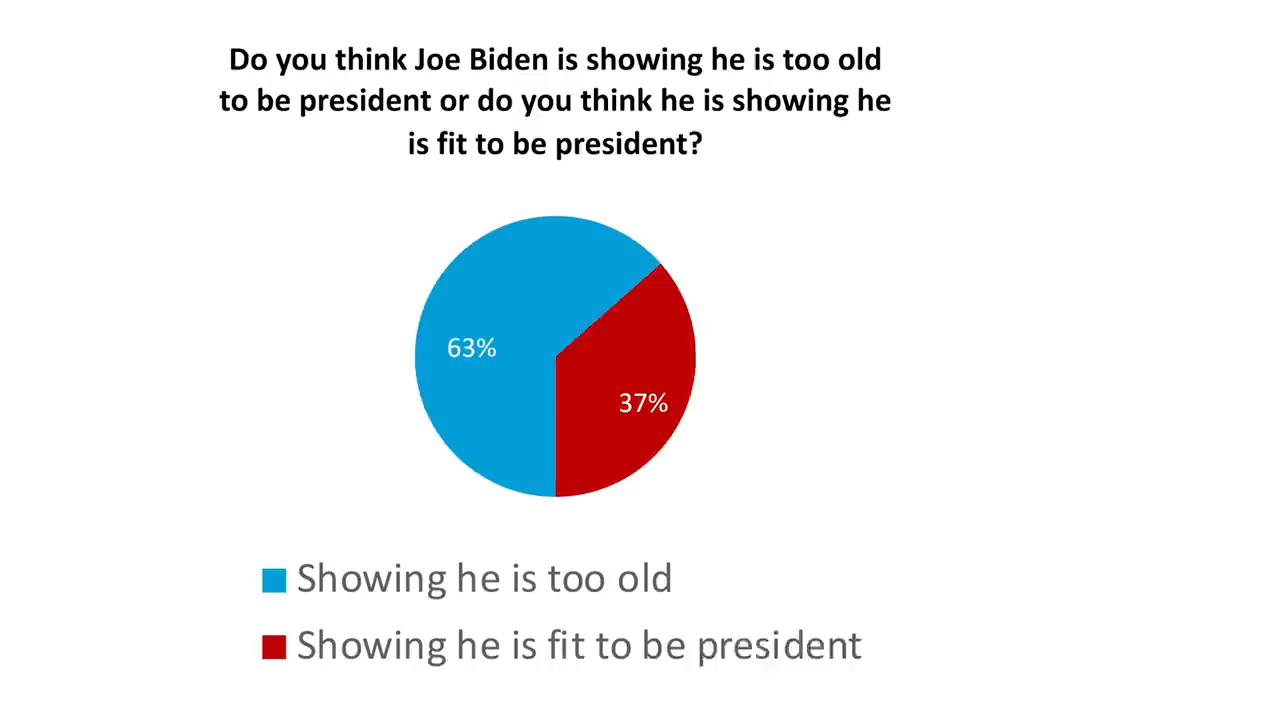 Do you think Joe Biden is showing he is too old
to be president or do you think he is showing he
is fit to be president?
63%
37%
Showing he is too old
Showing he is fit to be president